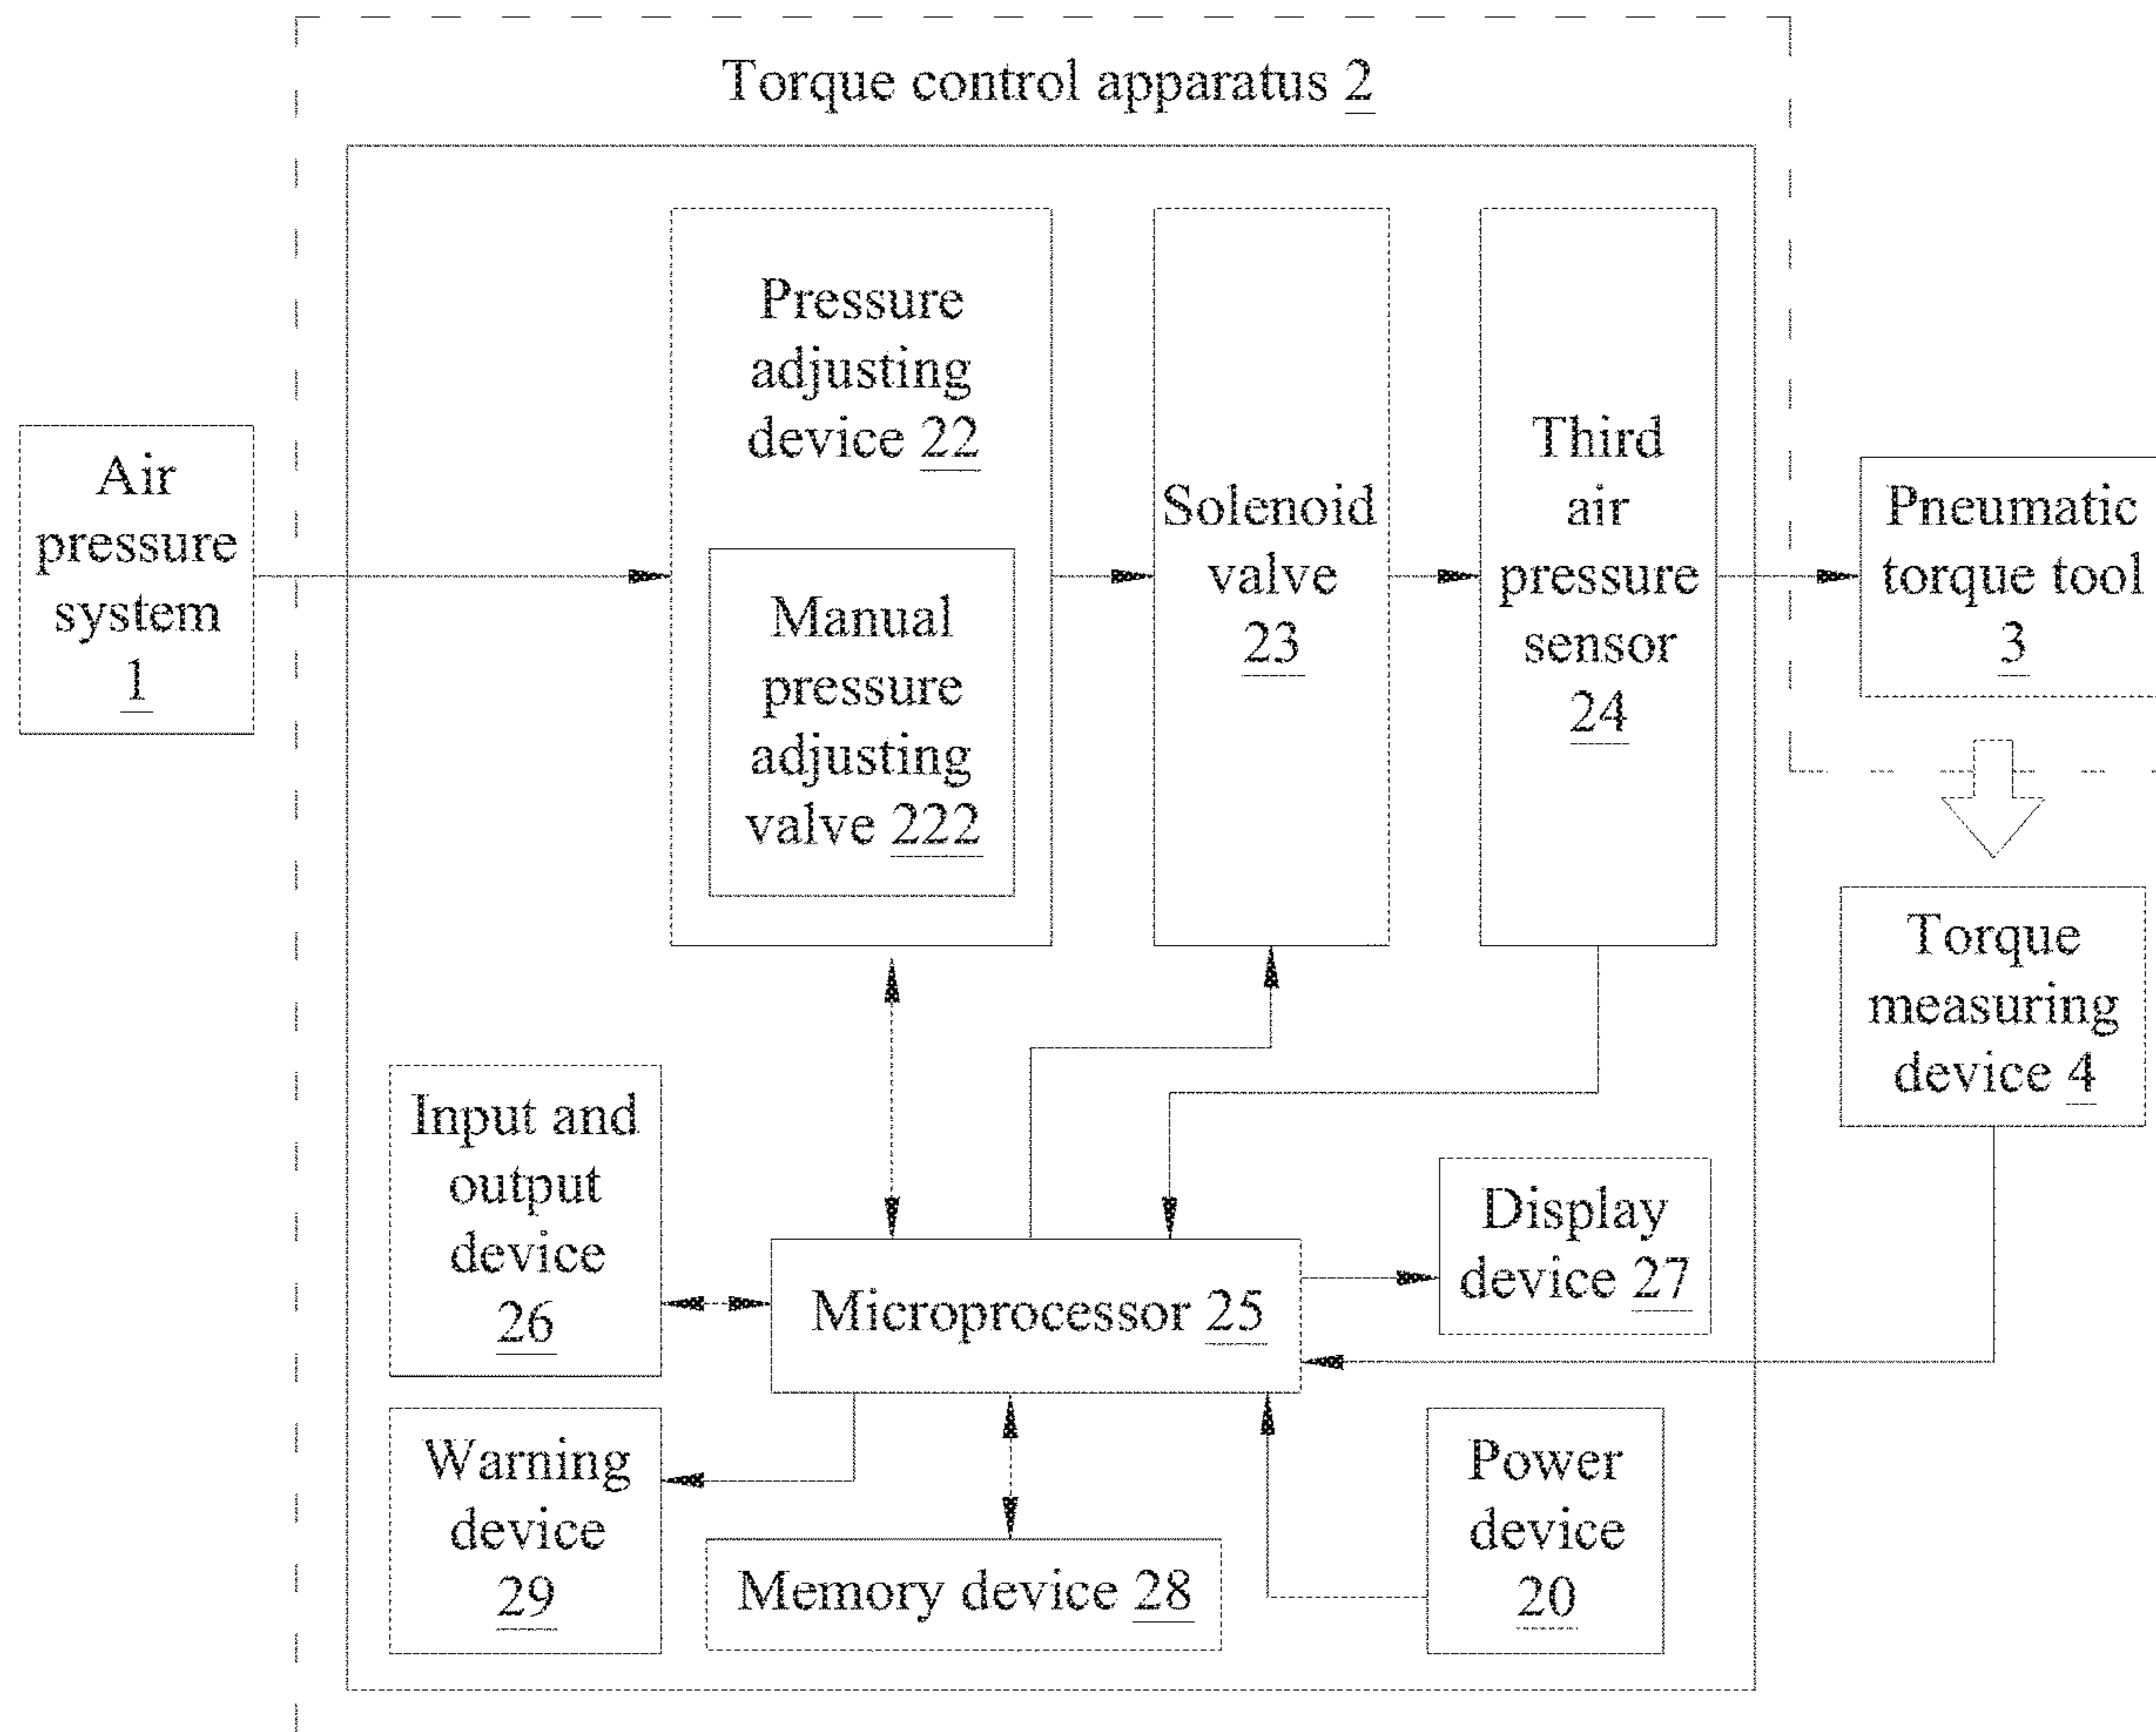 Torque control apparatus 2
Air
pressure
system
1
Pressure
adjusting
device 22
Manual
pressure
adjusting
valve 222
Solenoid
valve
23
Third
air
pressure
sensor
24
Pneumatic
torque tool
3
Torque
measuring
device 4
Input and
output
device
26
Microprocessor 25
Display
device 27
Warning
device
29
Memory device 28
Power
device
20